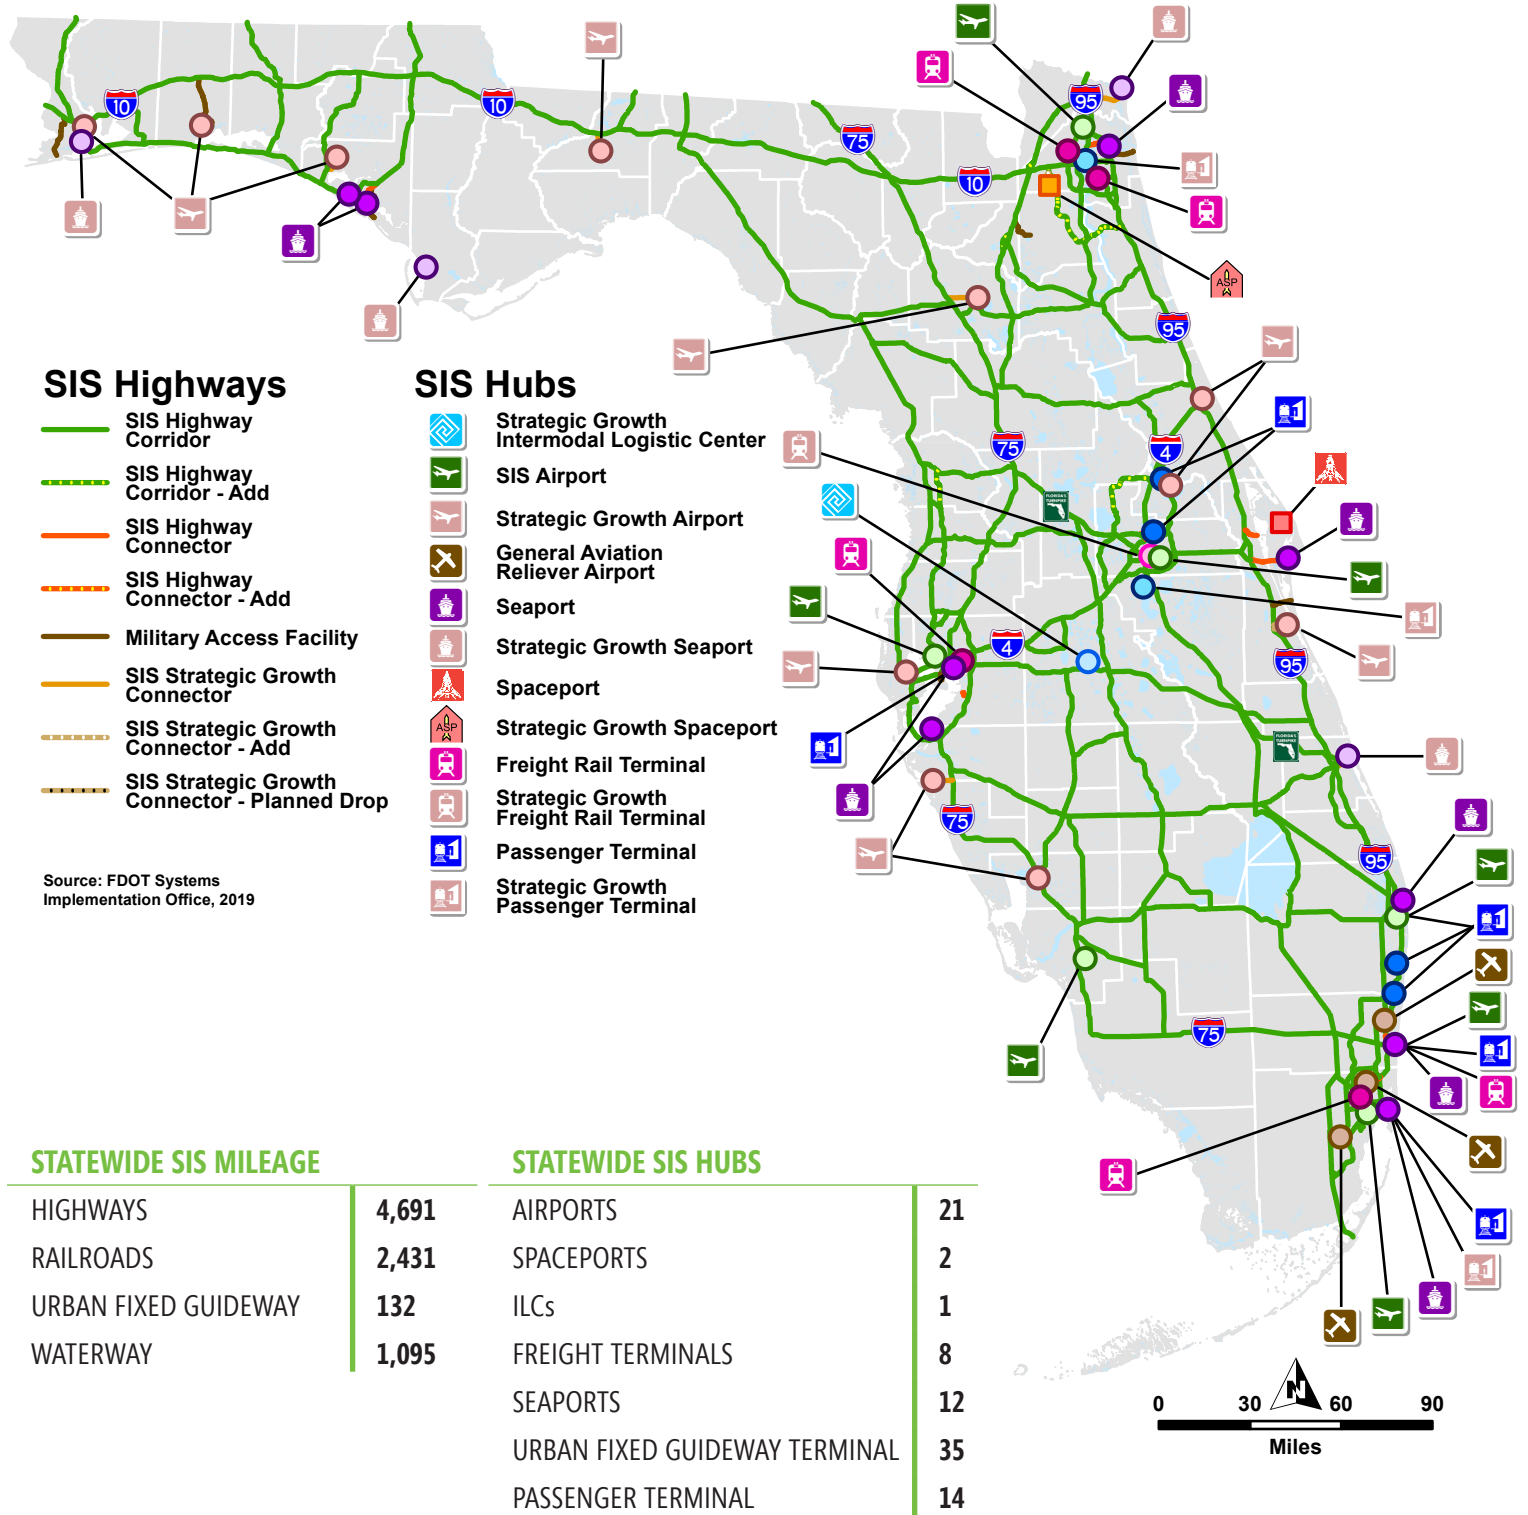 10
10
75
10
95
ASP
95
75
4
FLORIDA'S
TURNPIKE
4
95
FLORIDA'S
TURNPIKE
75
95
75
SIS Highways
SIS Highway
Corridor
SIS Highway
Corridor - Add
SIS Highway
Connector
SIS Highway
Connector - Add
Military Access Facility
SIS Strategic Growth
Connector
SIS Strategic Growth
Connector - Add
SIS Strategic Growth
Connector - Planned Drop
Source: FDOT Systems
Implementation Office, 2019
SIS Hubs
Strategic Growth
Intermodal Logistic Center
SIS Airport
Strategic Growth Airport
General Aviation
Reliever Airport
Seaport
Strategic Growth Seaport
Spaceport
ASP
Strategic Growth Spaceport
Freight Rail Terminal
Strategic Growth
Freight Rail Terminal
Passenger Terminal
Strategic Growth
Passenger Terminal
STATEWIDE SIS MILEAGE
HIGHWAYS 4,691
RAILROADS 2,431
URBAN FIXED GUIDEWAY 132
WATERWAY 1,095
STATEWIDE SIS HUBS
AIRPORTS 21
SPACEPORTS 2
ILCs 1
FREIGHT TERMINALS 8
SEAPORTS 12
URBAN FIXED GUIDEWAY TERMINAL 35
PASSENGER TERMINAL 14
N
0 30 60 90
Miles